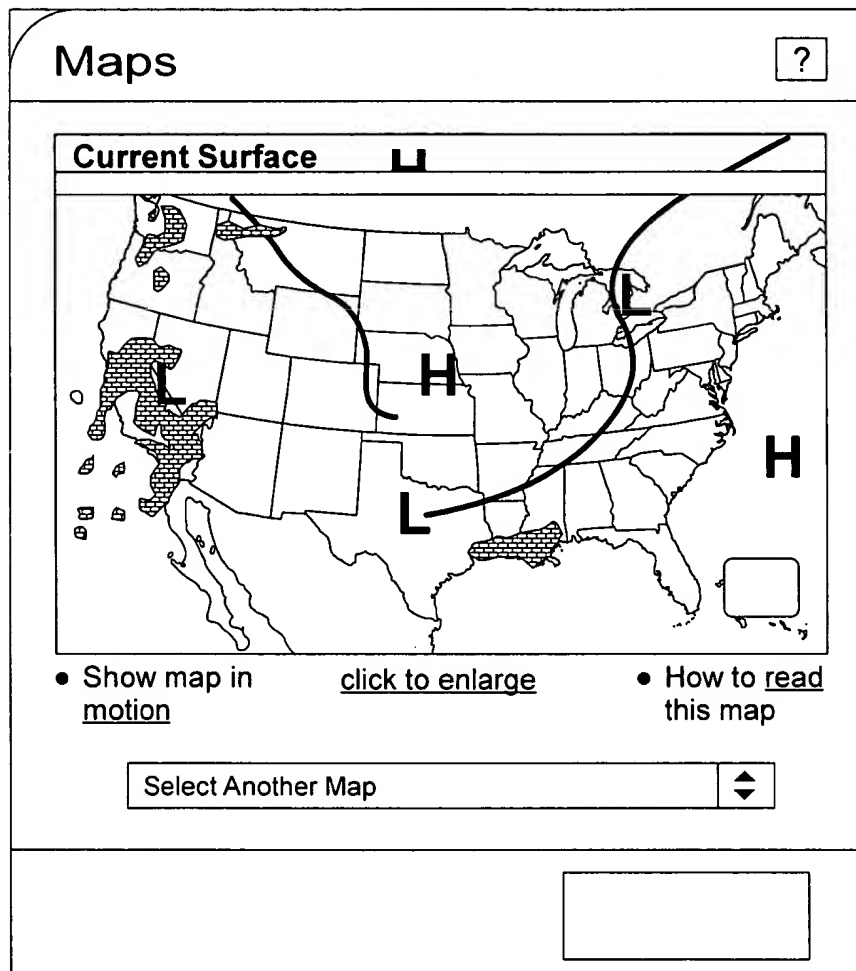 Maps
?
Current Surface
H
L
H
L
H
L
• Show map in
motion
click to enlarge
• How to read
this map
Select Another Map